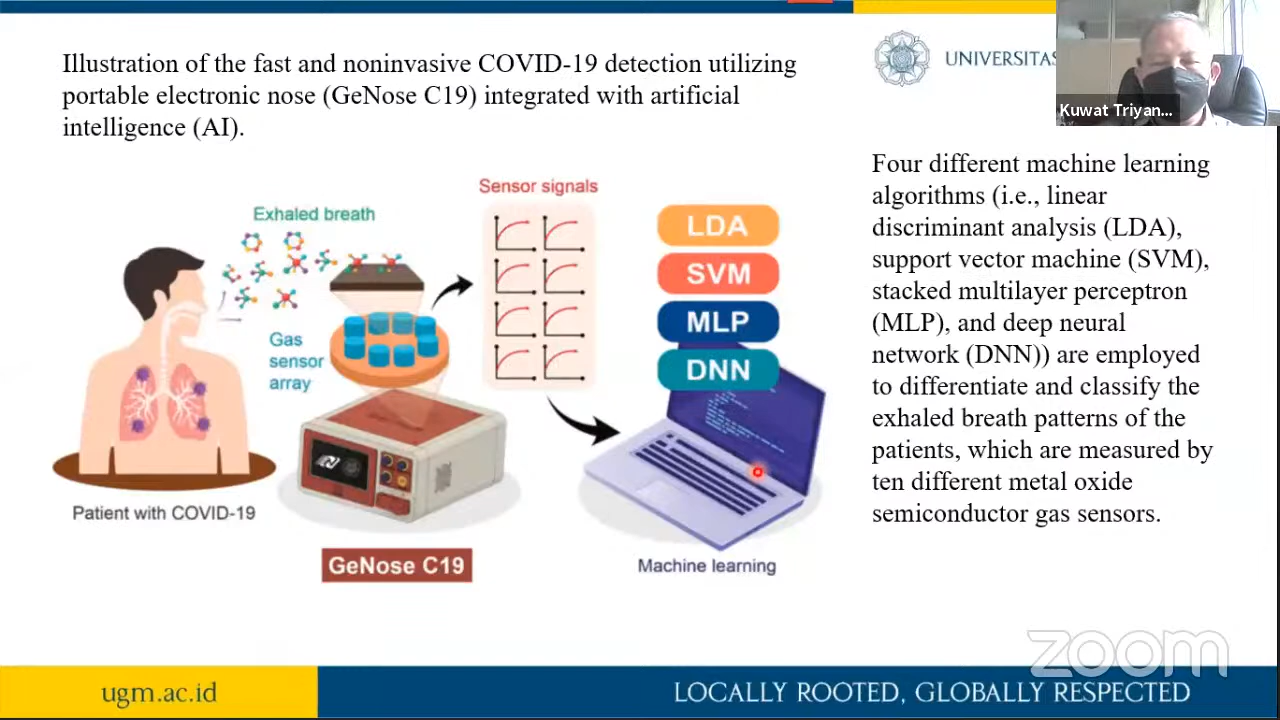 Illustration of the fast and noninvasive COVID-19 detection utilizing
portable electronic nose (GeNose C19) integrated with artificial
intelligence (AI).
UNIVERSITAS
Kuwat Triyan...
Four different machine learning
algorithms (i.e., linear
discriminant analysis (LDA),
support vector machine (SVM),
stacked multilayer perceptron
(MLP), and deep neural
network (DNN)) are employed
to differentiate and classify the
exhaled breath patterns of the
patients, which are measured by
ten different metal oxide
semiconductor gas sensors.
Sensor signals
Exhaled breath
Gas
sensor
array
LDA
SVM
MLP
DNN
Patient with COVID-19
GeNose C19
Machine learning
zoom
ugm.ac.id
LOCALLY ROOTED, GLOBALLY RESPECTED